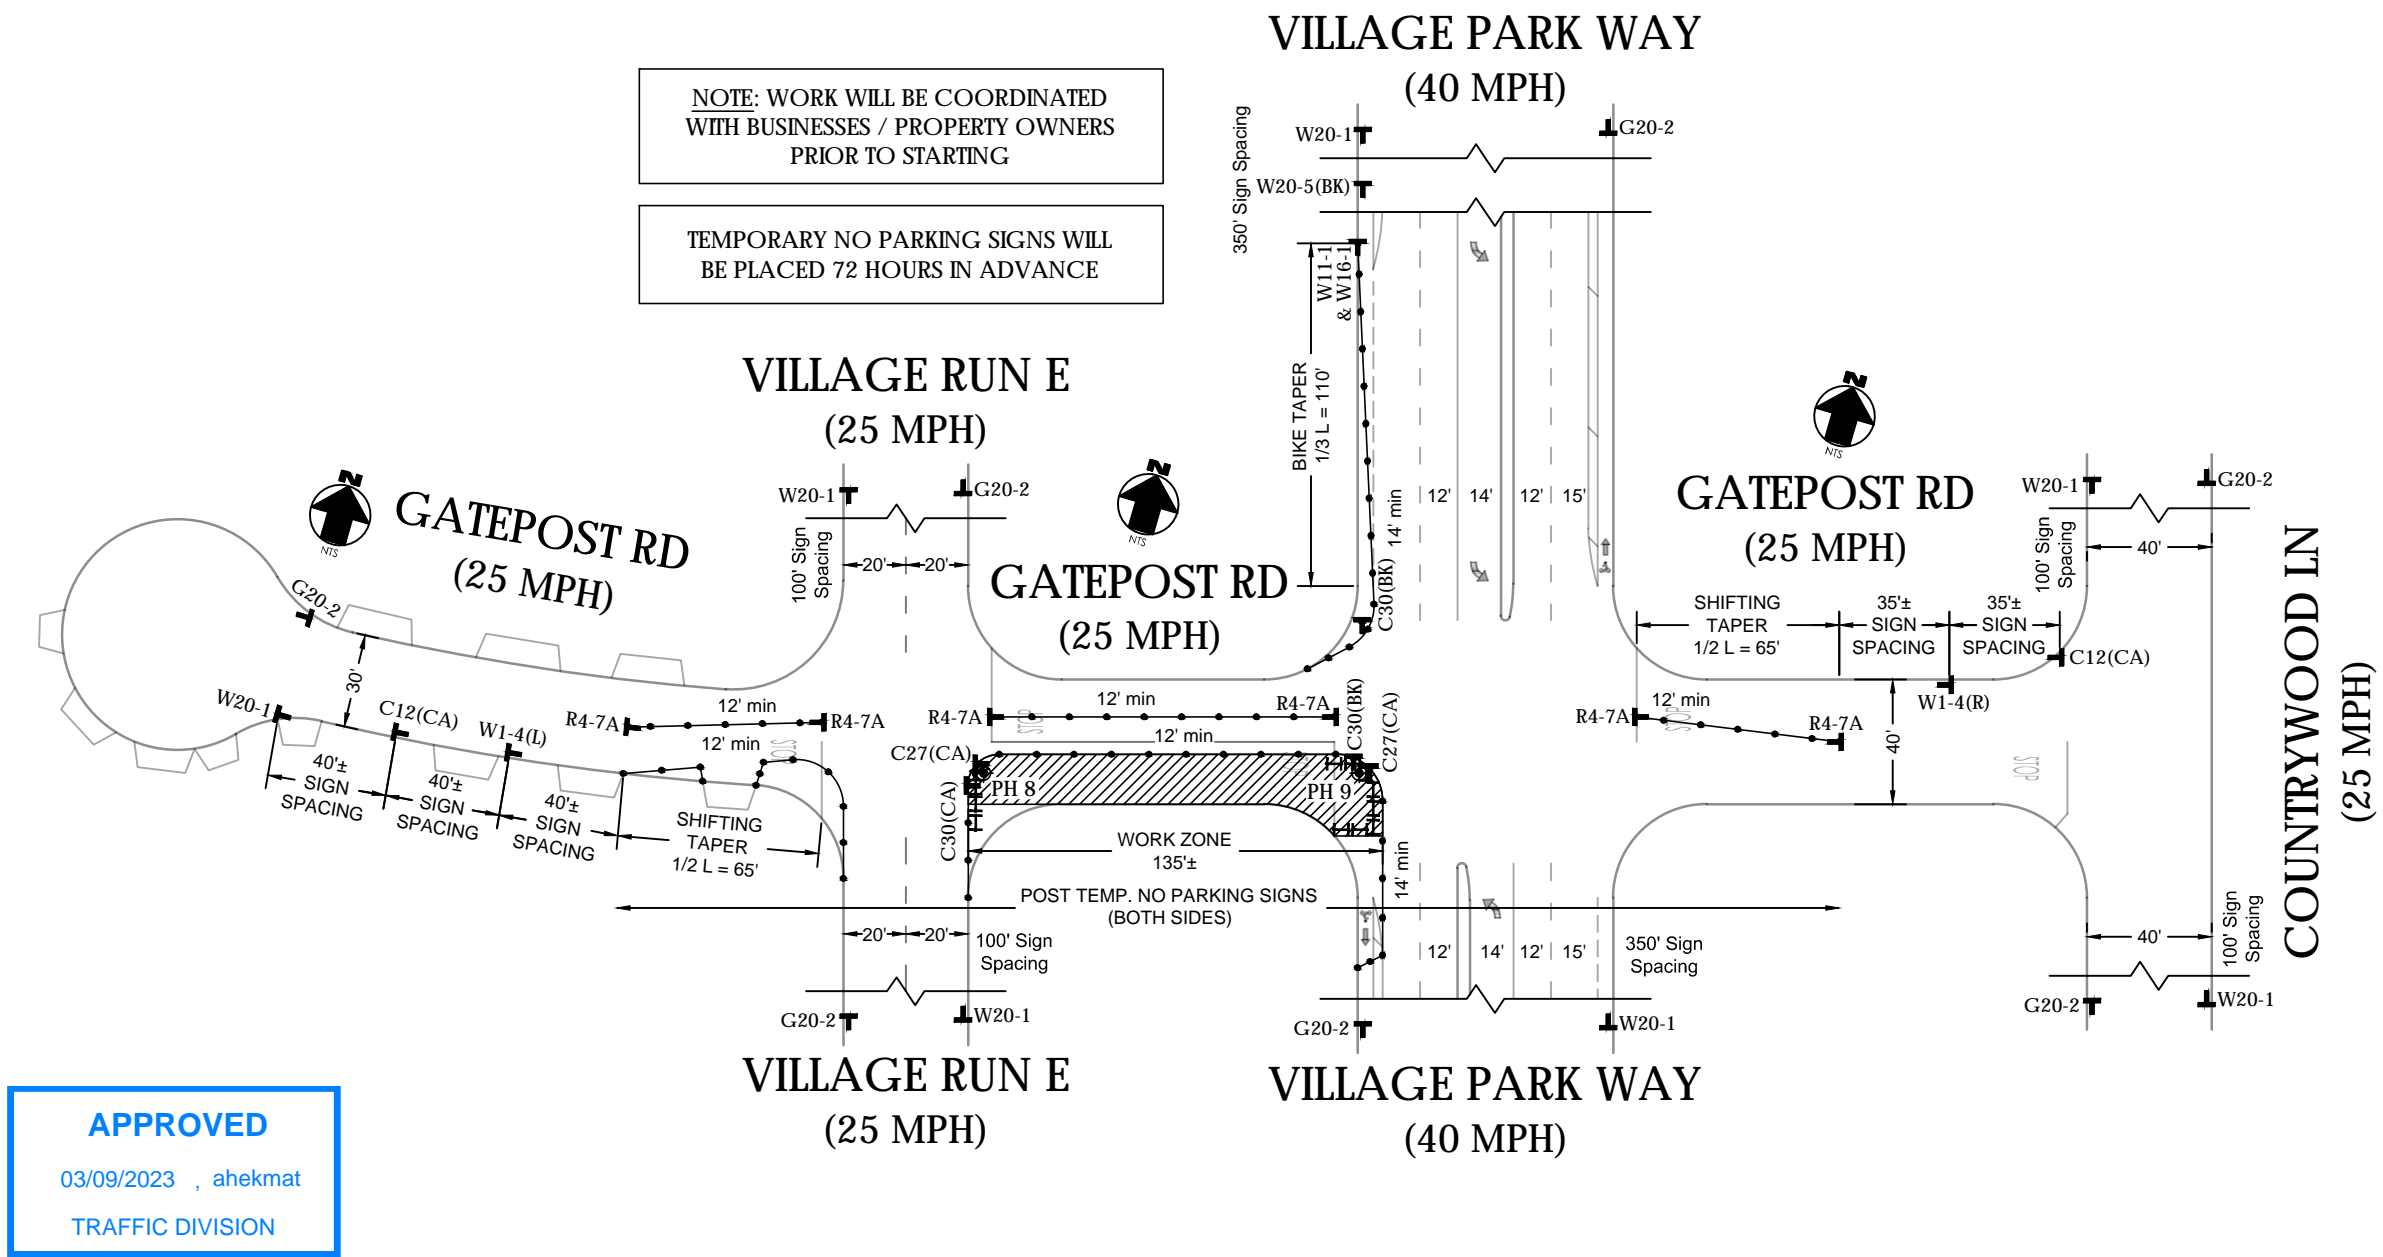 VILLAGE PARK WAY
(40 MPH)
NOTE: WORK WILL BE COORDINATED
WITH BUSINESSES / PROPERTY OWNERS
PRIOR TO STARTING
TEMPORARY NO PARKING SIGNS WILL
BE PLACED 72 HOURS IN ADVANCE
350' Sign Spacing
W20-1
G20-2
W20-5(BK)
W11-1
& W16-1
BIKE TAPER
1/3 L = 110'
14' min
12'
14'
12'
15'
C30(BK)
VILLAGE RUN E
(25 MPH)
W20-1
G20-2
100' Sign
Spacing
20'
20'
N
NTS
GATEPOST RD
(25 MPH)
N
NTS
GATEPOST RD
(25 MPH)
N
NTS
GATEPOST RD
(25 MPH)
W20-1
G20-2
100' Sign
Spacing
40'
COUNTRYWOOD LN
(25 MPH)
G20-2
30'
W20-1
C12(CA)
W1-4(L)
40'±
SIGN
SPACING
40'±
SIGN
SPACING
40'±
SIGN
SPACING
SHIFTING
TAPER
1/2 L = 65'
R4-7A
12' min
R4-7A
12' min
STOP
R4-7A
STOP
12' min
R4-7A
12' min
C27(CA)
C30(CA)
PH 8
PH 9
C30(BK)
C27(CA)
WORK ZONE
135'±
POST TEMP. NO PARKING SIGNS
(BOTH SIDES)
14' min
SHIFTING
TAPER
1/2 L = 65'
35'±
SIGN
SPACING
35'±
SIGN
SPACING
C12(CA)
W1-4(R)
R4-7A
12' min
STOP
R4-7A
40'
STOP
20'
20'
100' Sign
Spacing
G20-2
W20-1
VILLAGE RUN E
(25 MPH)
12'
14'
12'
15'
350' Sign
Spacing
G20-2
W20-1
VILLAGE PARK WAY
(40 MPH)
40'
100' Sign
Spacing
G20-2
W20-1
APPROVED
03/09/2023 , ahekmat
TRAFFIC DIVISION